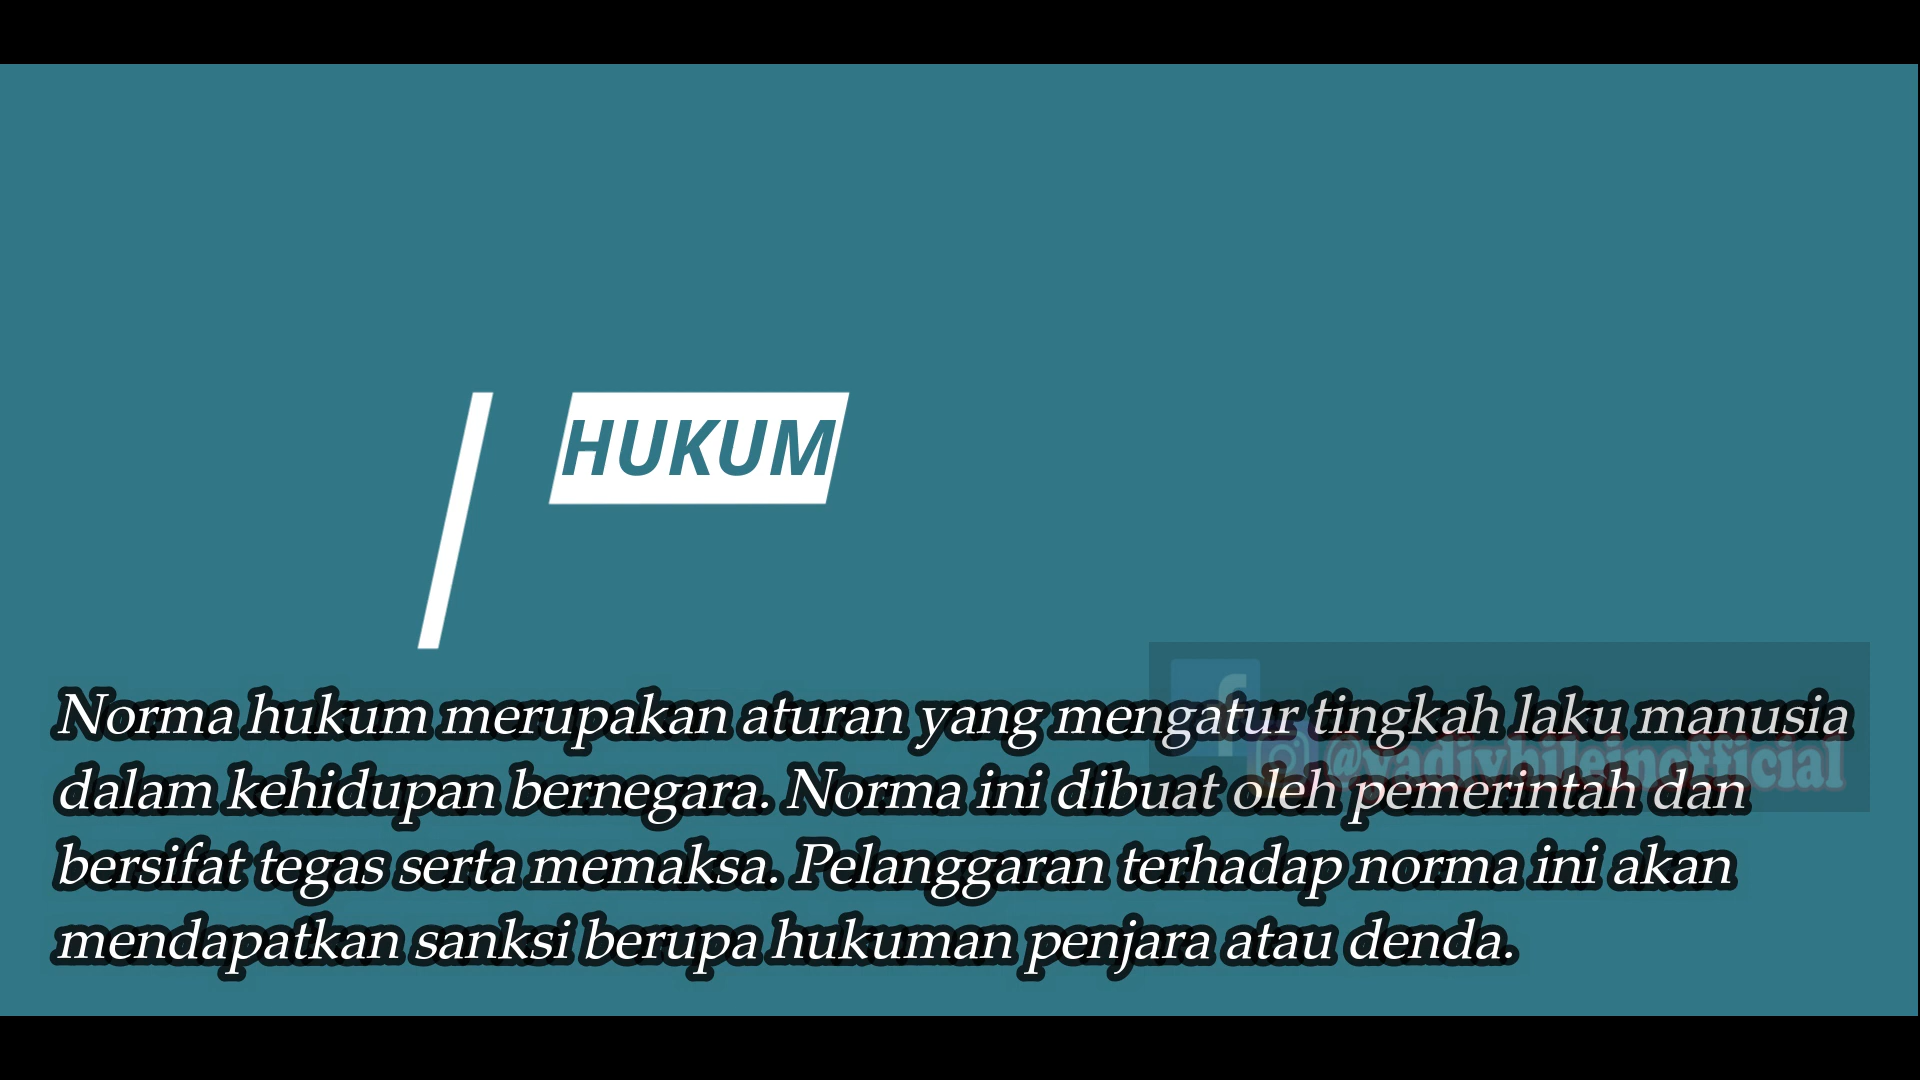 HUKUM
Norma hukum merupakan aturan yang mengatur tingkah laku manusia
dalam kehidupan bernegara. Norma ini dibuat oleh pemerintah dan
bersifat tegas serta memaksa. Pelanggaran terhadap norma ini akan
mendapatkan sanksi berupa hukuman penjara atau denda.